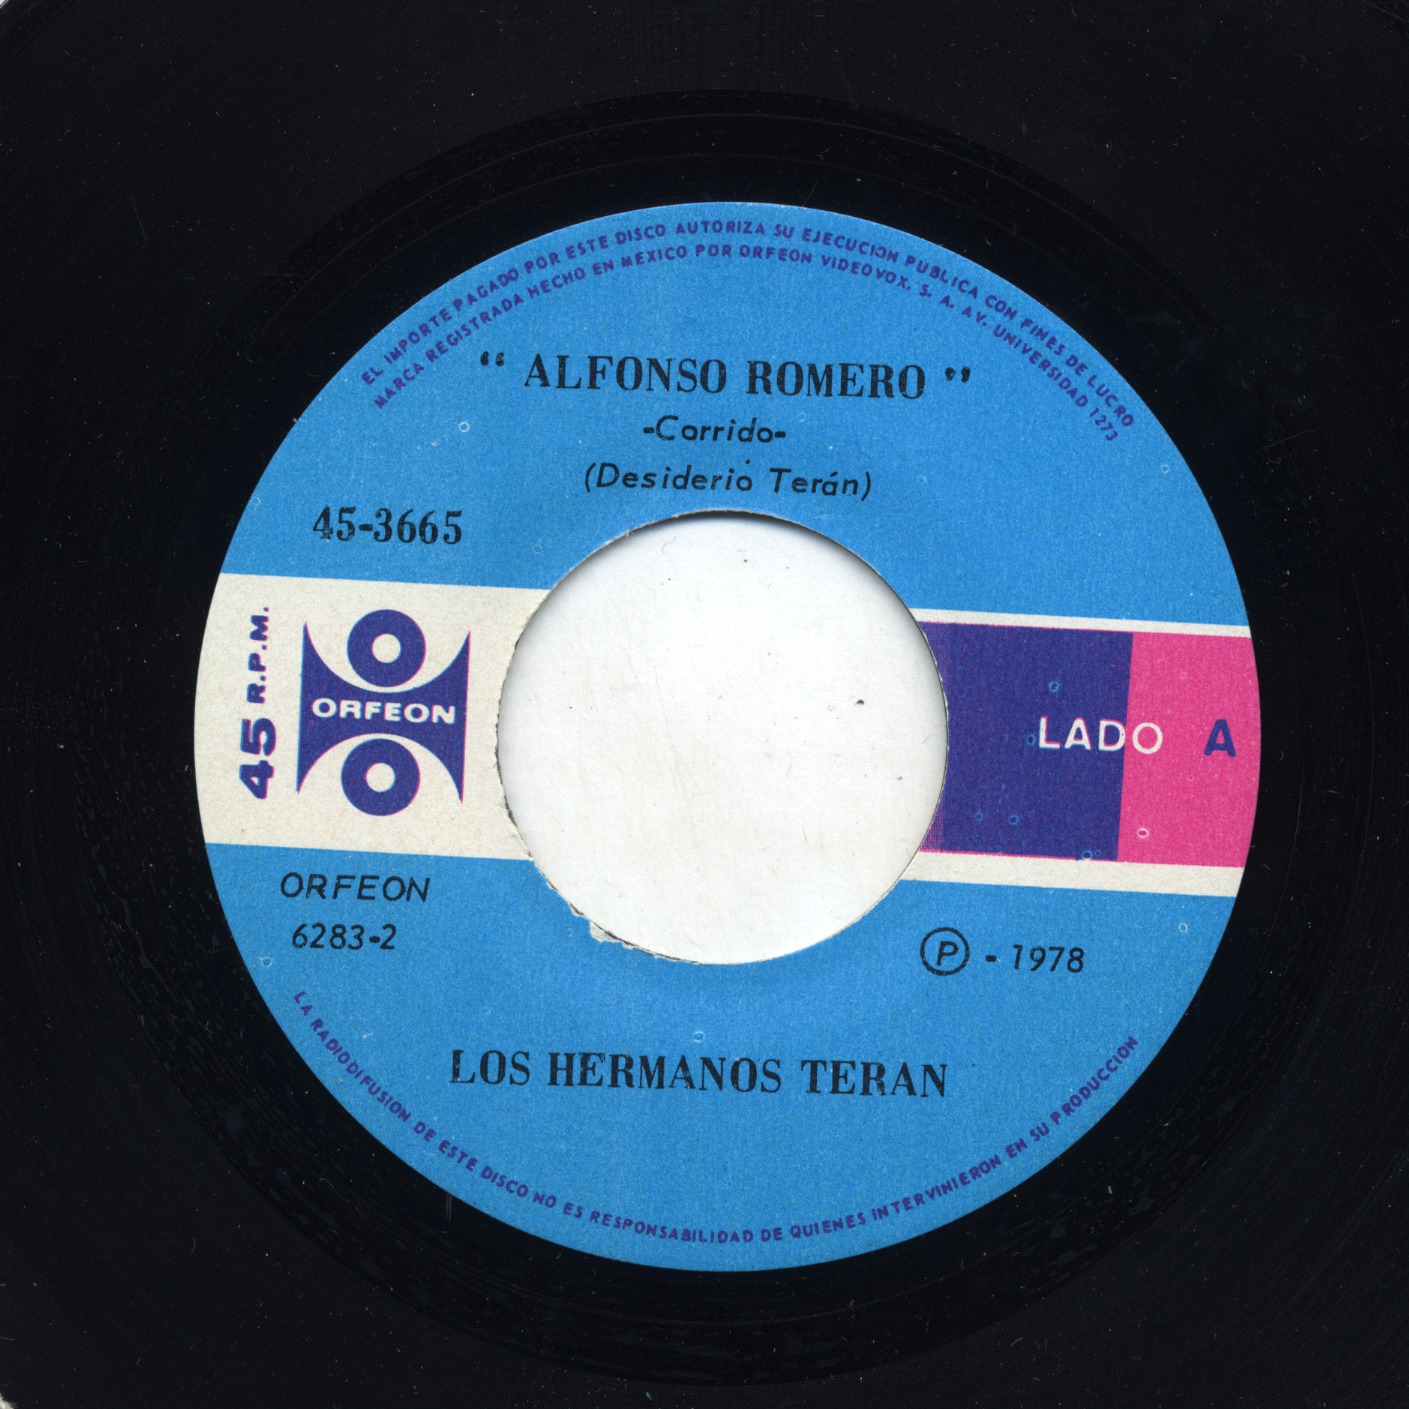 EL IMPORTE PAGADO POR ESTE DISCO AUTORIZA SU EJECUCION PUBLICA CON FINES DE LUCRO
MARCA REGISTRADA HECHO EN MEXICO POR ORFEON VIDEOVOX. S. A. AV. UNIVERSIDAD 1273
“ ALFONSO ROMERO ”
-Corrido-
(Desiderio Terán)
45-3665
45 R.P.M.
ORFEON
LADO A
ORFEON
6283-2
Ⓟ - 1978
LOS HERMANOS TERAN
LA RADIODIFUSION DE ESTE DISCO NO ES RESPONSABILIDAD DE QUIENES INTERVINIERON EN SU PRODUCCION